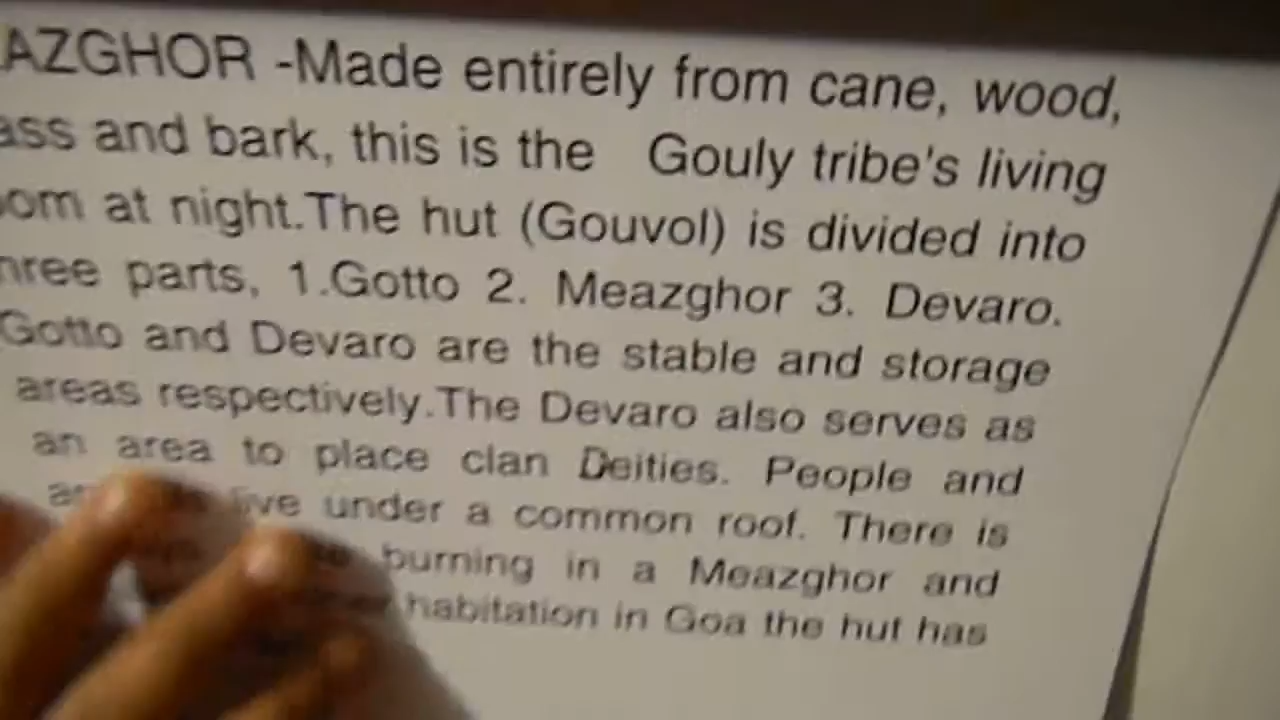 AZGHOR -Made entirely from cane, wood,
ass and bark, this is the Gouly tribe's living
oom at night.The hut (Gouvol) is divided into
hree parts, 1.Gotto 2. Meazghor 3. Devaro.
Gotto and Devaro are the stable and storage
areas respectively.The Devaro also serves as
an area to place clan Deities. People and
live under a common roof. There is
burning in a Meazghor and
habitation in Goa the hut has